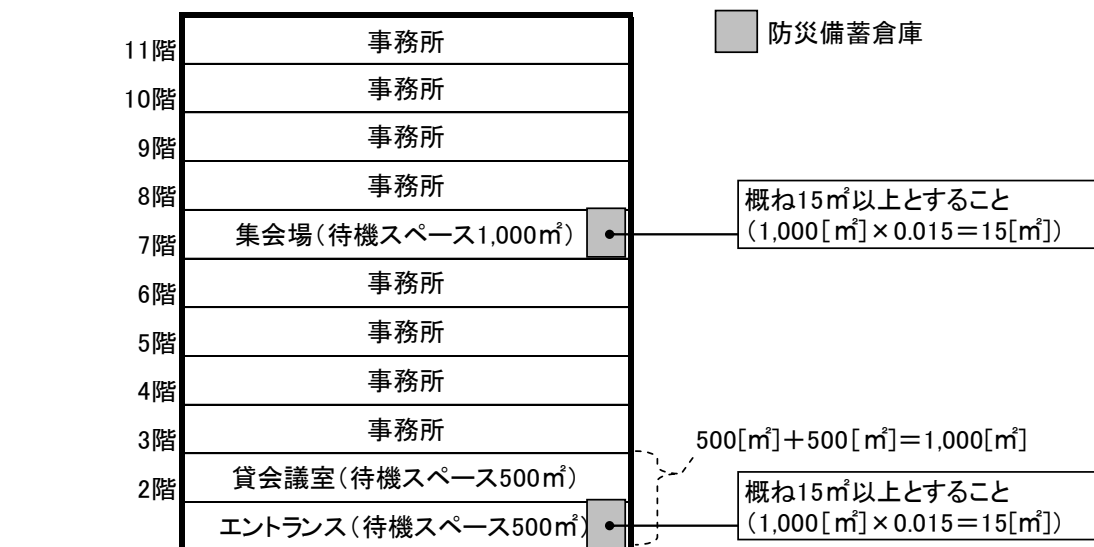 防災備蓄倉庫
11階 事務所
10階 事務所
9階 事務所
8階 事務所
7階 集会場(待機スペース1,000㎡)
概ね15㎡以上とすること
(1,000[㎡]×0.015=15[㎡])
6階 事務所
5階 事務所
4階 事務所
3階 事務所
500[㎡]+500[㎡]=1,000[㎡]
2階 貸会議室(待機スペース500㎡)
エントランス(待機スペース500㎡)
概ね15㎡以上とすること
(1,000[㎡]×0.015=15[㎡])